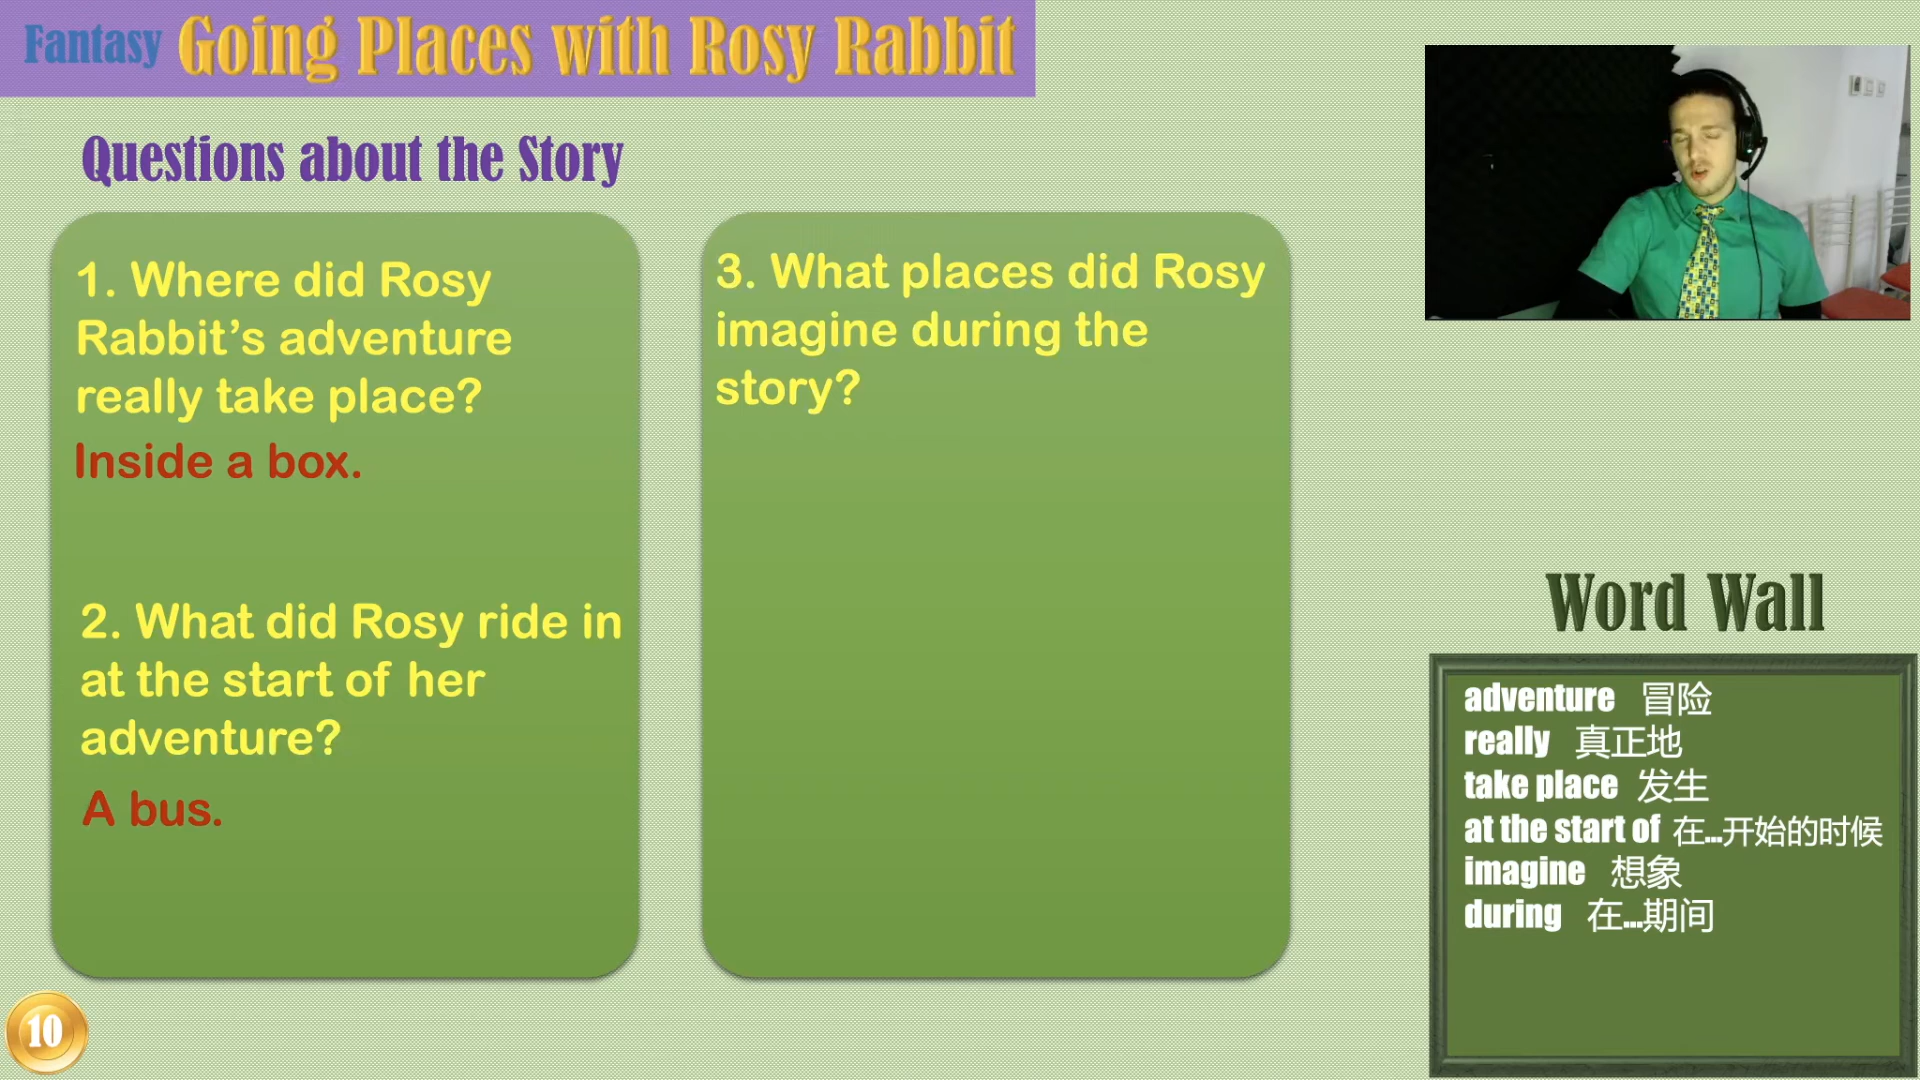 Fantasy Going Places with Rosy Rabbit
Questions about the Story
1. Where did Rosy
Rabbit’s adventure
really take place?
Inside a box.
2. What did Rosy ride in
at the start of her
adventure?
A bus.
3. What places did Rosy
imagine during the
story?
Word Wall
adventure 冒险
really 真正地
take place 发生
at the start of 在...开始的时候
imagine 想象
during 在...期间
10